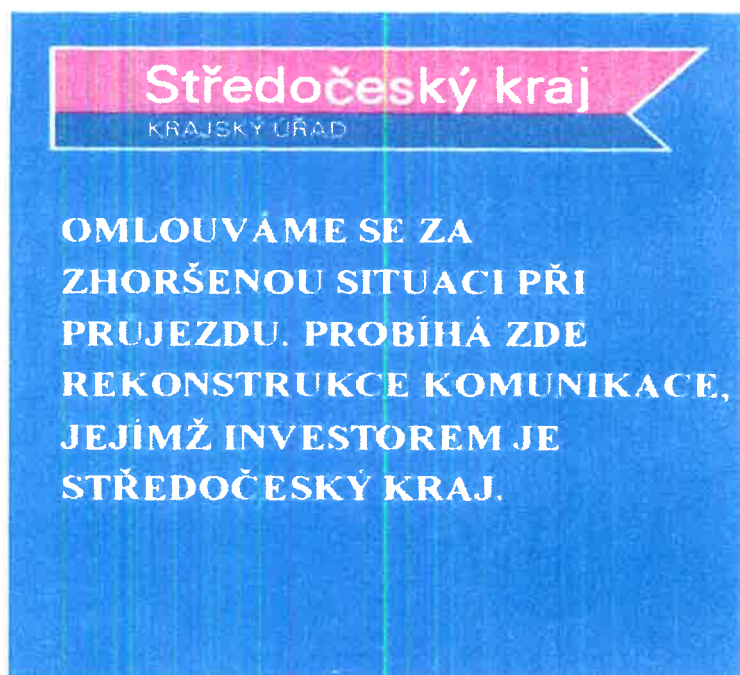 Středočeský kraj
KRAJSKÝ ÚŘAD
OMLOUVÁME SE ZA
ZHORŠENOU SITUACI PŘI
PRUJEZDU. PROBÍHÁ ZDE
REKONSTRUKCE KOMUNIKACE,
JEJÍMŽ INVESTOREM JE
STŘEDOČESKÝ KRAJ.